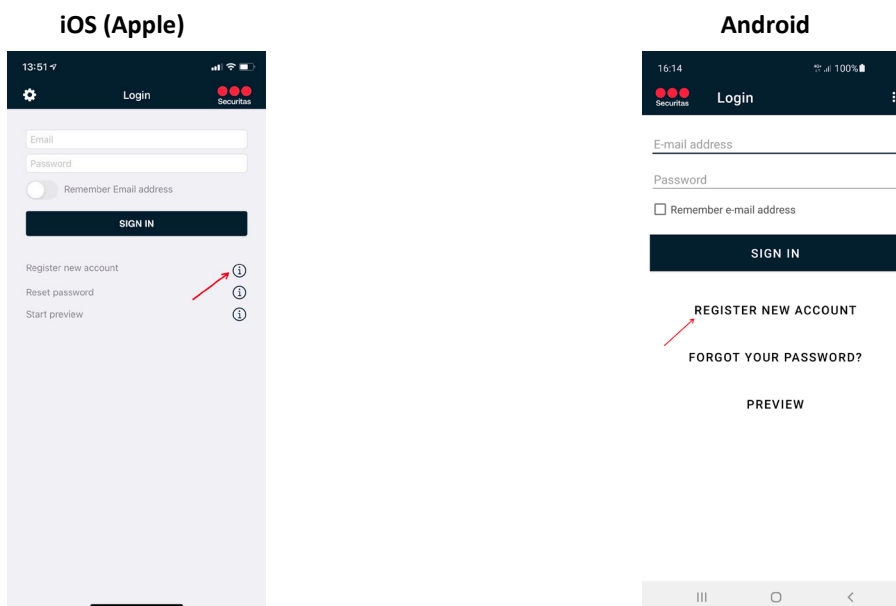 iOS (Apple)
13:51
Login
Securitas
Email
Password
Remember Email address
SIGN IN
Register new account
Reset password
Start preview
Android
16:14
100%
Securitas
Login
E-mail address
Password
Remember e-mail address
SIGN IN
REGISTER NEW ACCOUNT
FORGOT YOUR PASSWORD?
PREVIEW